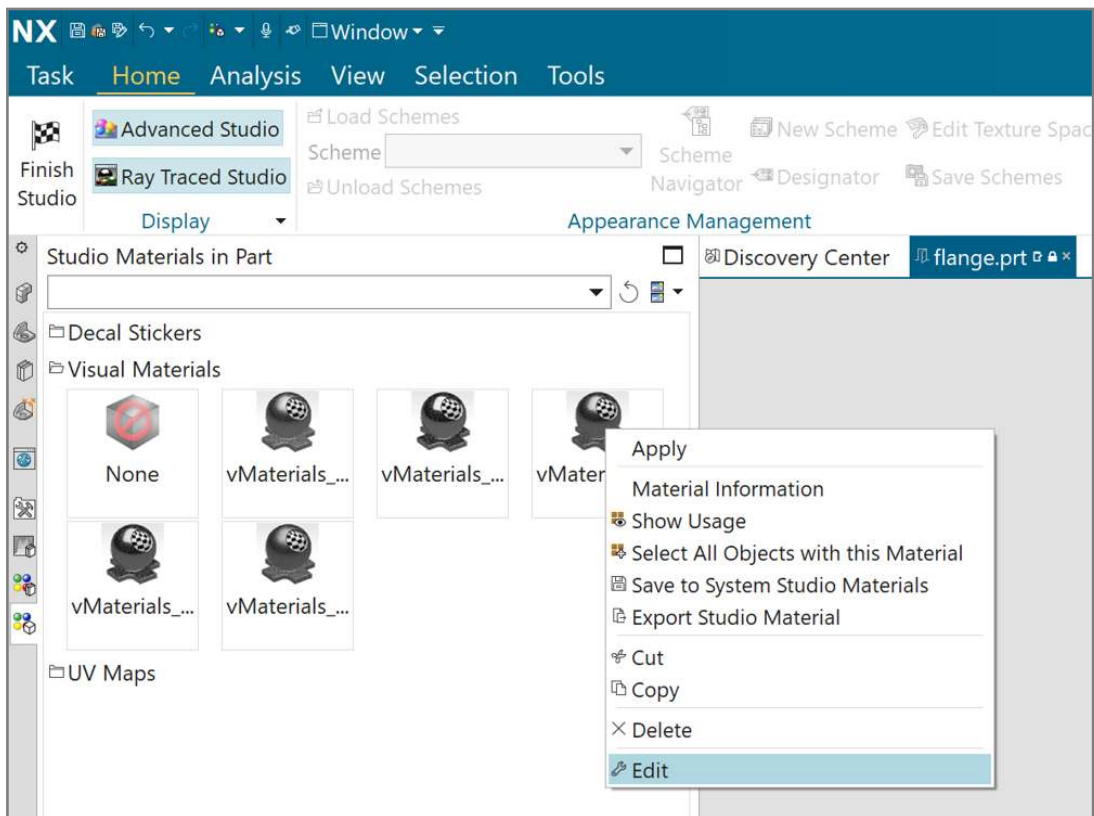 NX Window
Task Home Analysis View Selection Tools
Finish Studio
Advanced Studio
Ray Traced Studio
Display
Load Schemes
Scheme
Unload Schemes
Scheme Navigator
New Scheme
Designator
Edit Texture Spac
Save Schemes
Appearance Management
Studio Materials in Part
Discovery Center
flange.prt
Decal Stickers
Visual Materials
None
vMaterials_...
vMaterials_...
vMater
vMaterials_...
vMaterials_...
UV Maps
Apply
Material Information
Show Usage
Select All Objects with this Material
Save to System Studio Materials
Export Studio Material
Cut
Copy
Delete
Edit